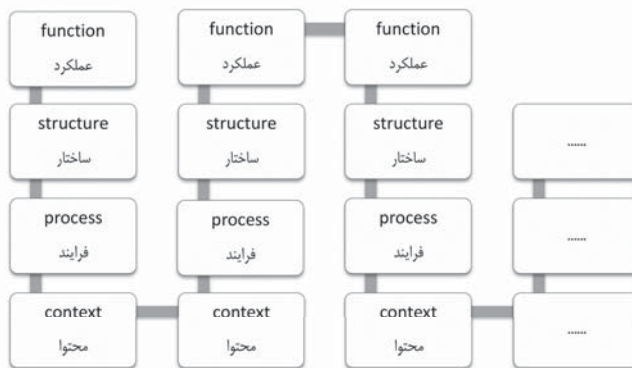 function
عملکرد
structure
ساختار
process
فرایند
context
محتوا
function
عملکرد
structure
ساختار
process
فرایند
context
محتوا
function
عملکرد
structure
ساختار
process
فرایند
context
محتوا
......
......
......